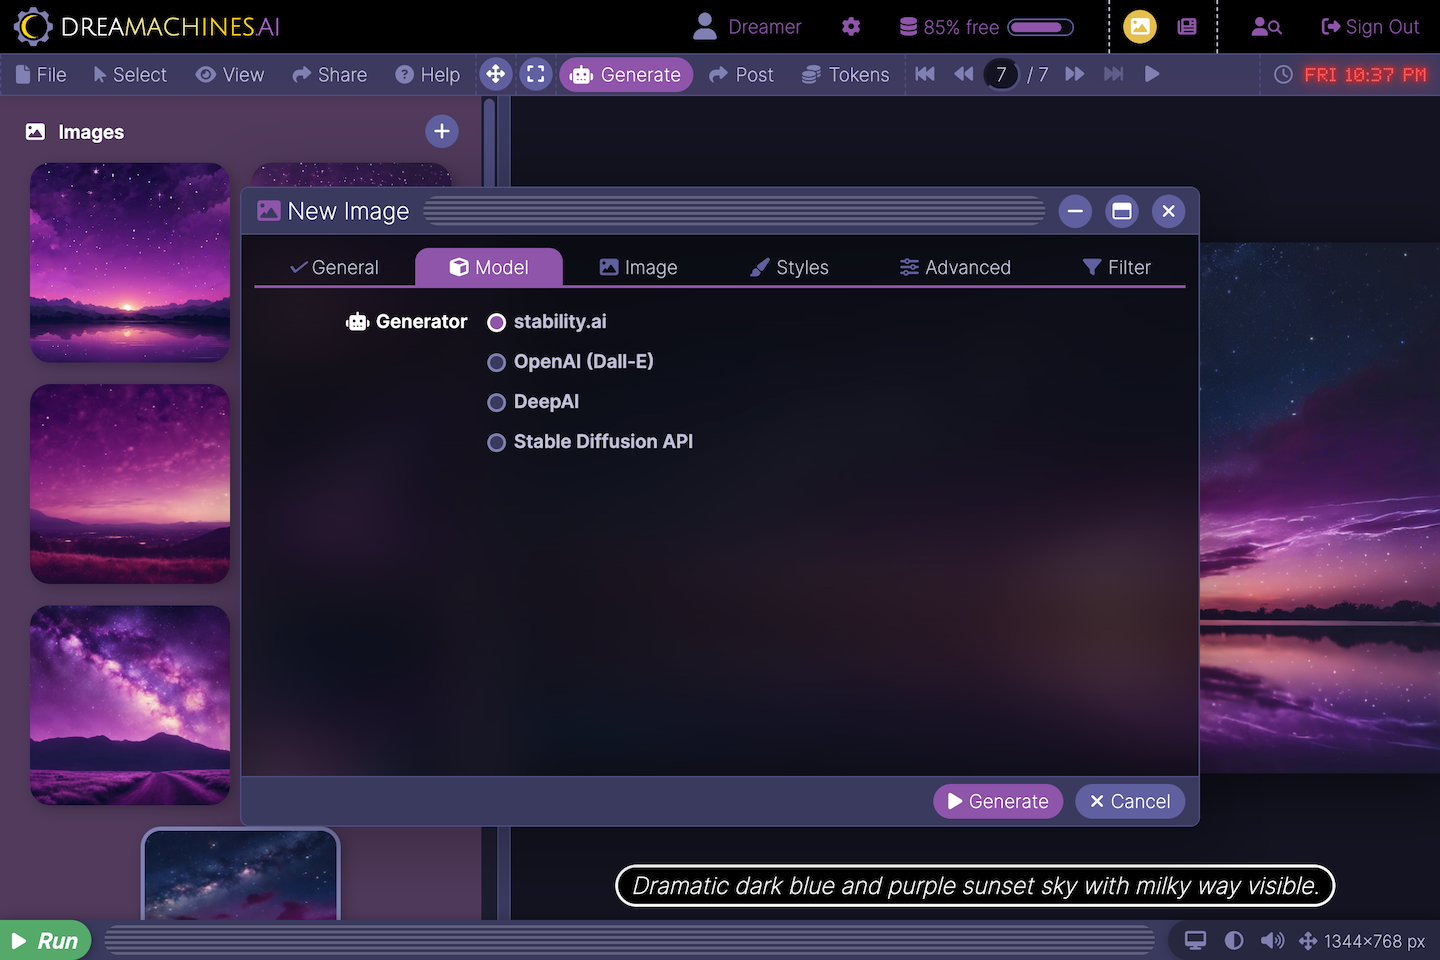 DREAMACHINES.AI
Dreamer
85% free
Sign Out
File
Select
View
Share
Help
Generate
Post
Tokens
7 / 7
FRI 10:37 PM
Images
New Image
General
Model
Image
Styles
Advanced
Filter
Generator
stability.ai
OpenAI (Dall-E)
DeepAI
Stable Diffusion API
Generate
Cancel
Dramatic dark blue and purple sunset sky with milky way visible.
Run
1344×768 px